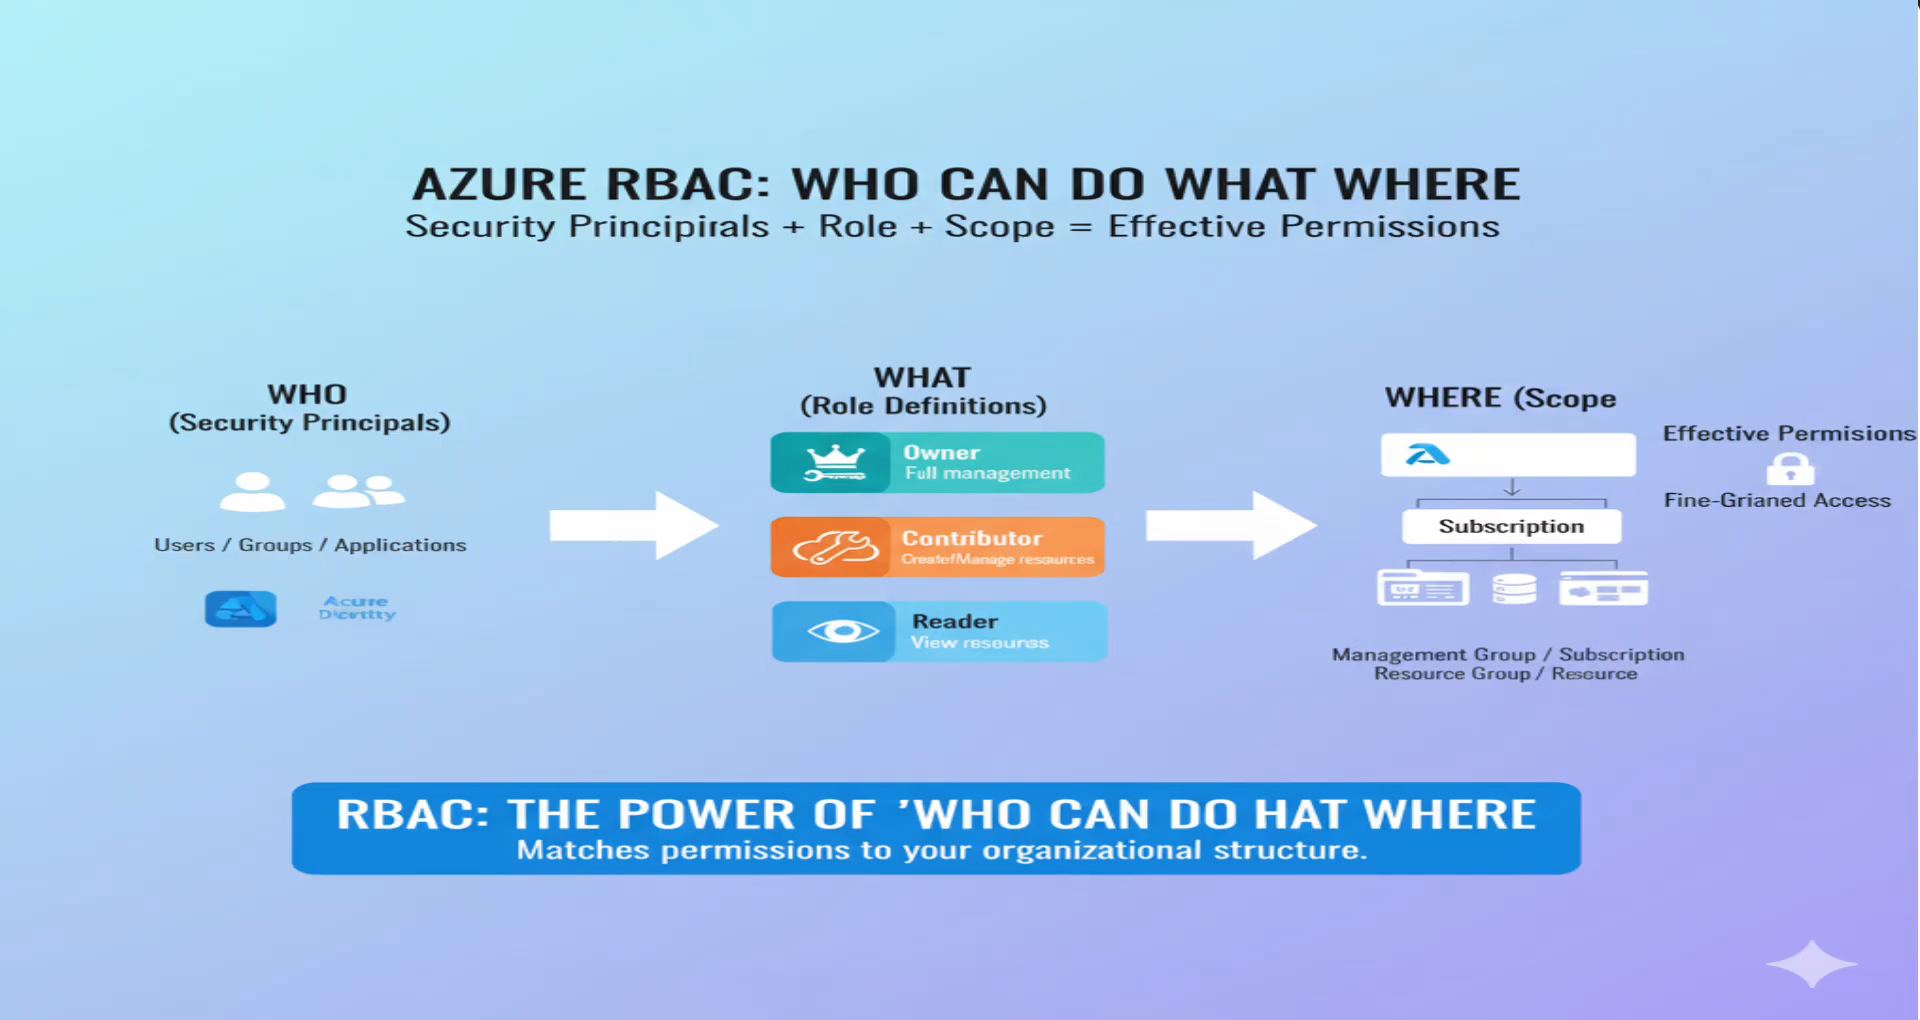 AZURE RBAC: WHO CAN DO WHAT WHERE
Security Principirals + Role + Scope = Effective Permissions
WHO
(Security Principals)
Users / Groups / Applications
Acure
WHAT
(Role Definitions)
Owner
Full management
Contributor
Create/Manage resources
Reader
View resources
WHERE (Scope
Subscription
Management Group / Subscription
Resource Group / Resource
Effective Permisions
Fine-Grianed Access
RBAC: THE POWER OF 'WHO CAN DO HAT WHERE
Matches permissions to your organizational structure.